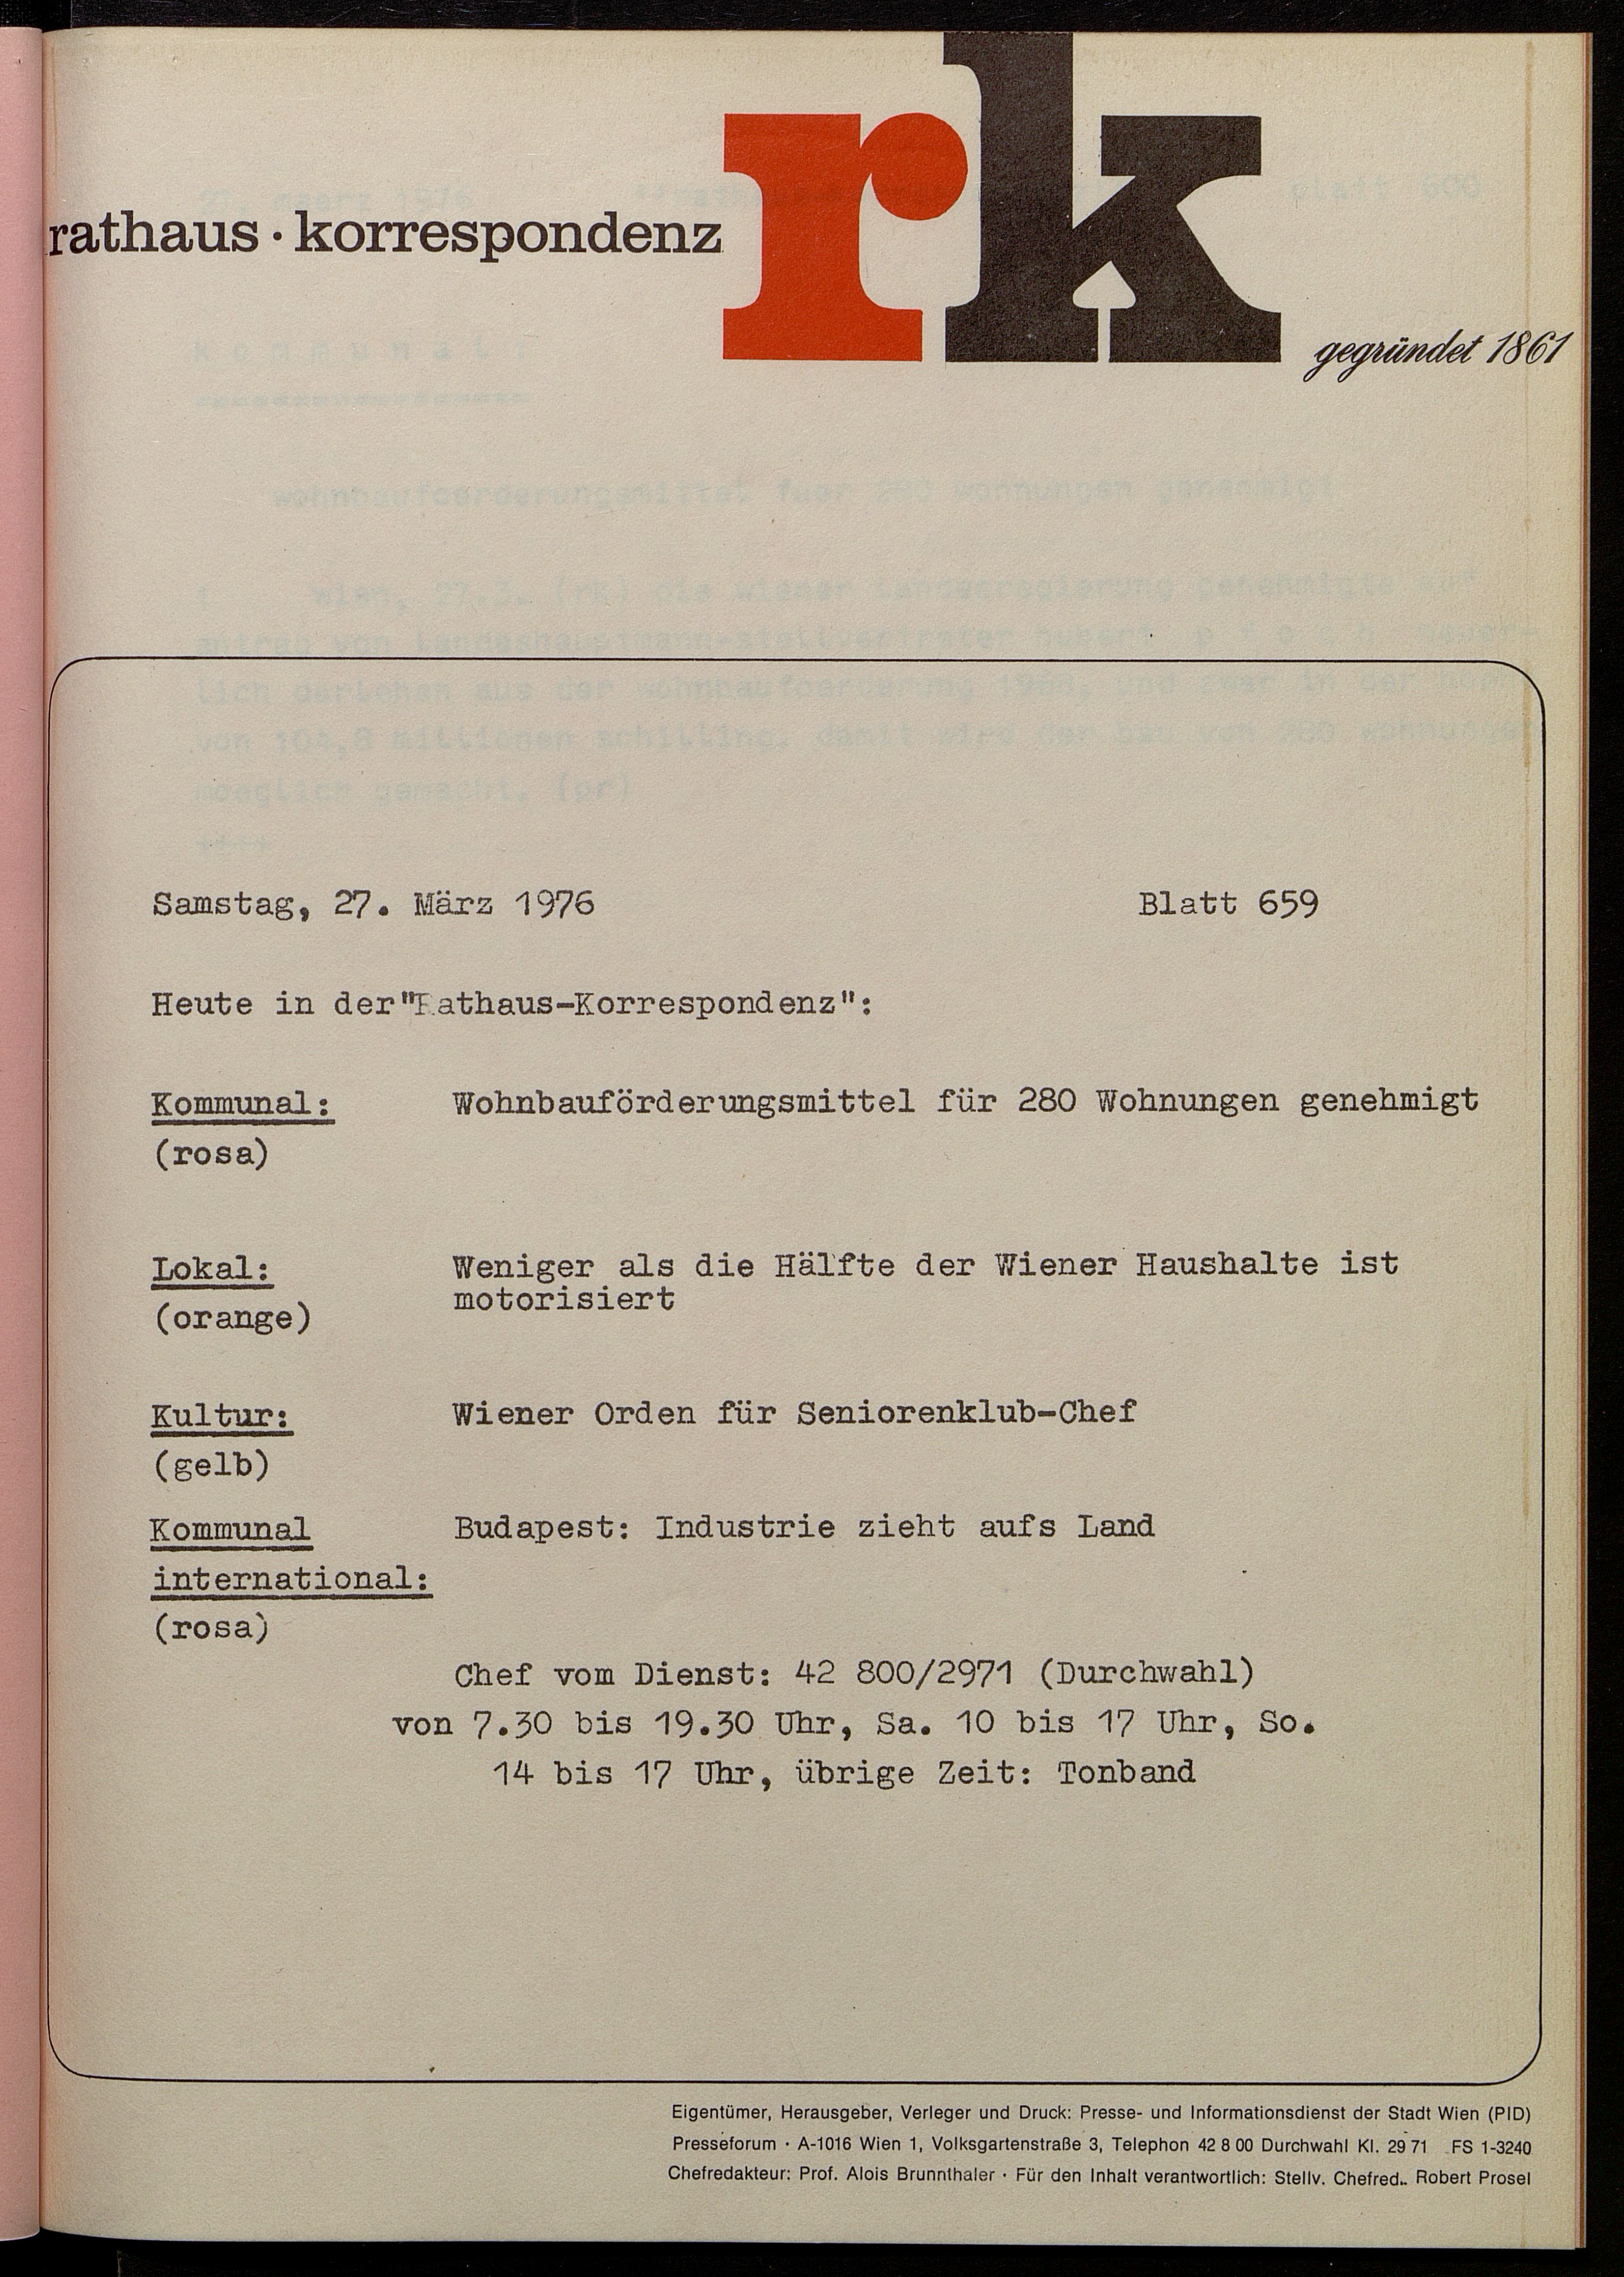 rk
rathaus · korrespondenz
gegründet 1861
Samstag, 27. März 1976 Blatt 659
Heute in der"Rathaus-Korrespondenz":
Kommunal: Wohnbauförderungsmittel für 280 Wohnungen genehmigt
(rosa)
Lokal: Weniger als die Hälfte der Wiener Haushalte ist
motorisiert
(orange)
Kultur: Wiener Orden für Seniorenklub-Chef
(gelb)
Kommunal Budapest: Industrie zieht aufs Land
international:
(rosa)
Chef vom Dienst: 42 800/2971 (Durchwahl)
von 7.30 bis 19.30 Uhr, Sa. 10 bis 17 Uhr, So.
14 bis 17 Uhr, übrige Zeit: Tonband
Eigentümer, Herausgeber, Verleger und Druck: Presse- und Informationsdienst der Stadt Wien (PID)
Presseforum · A-1016 Wien 1, Volksgartenstraße 3, Telephon 42 8 00 Durchwahl Kl. 29 71 FS 1-3240
Chefredakteur: Prof. Alois Brunnthaler · Für den Inhalt verantwortlich: Stellv. Chefred.. Robert Prosel